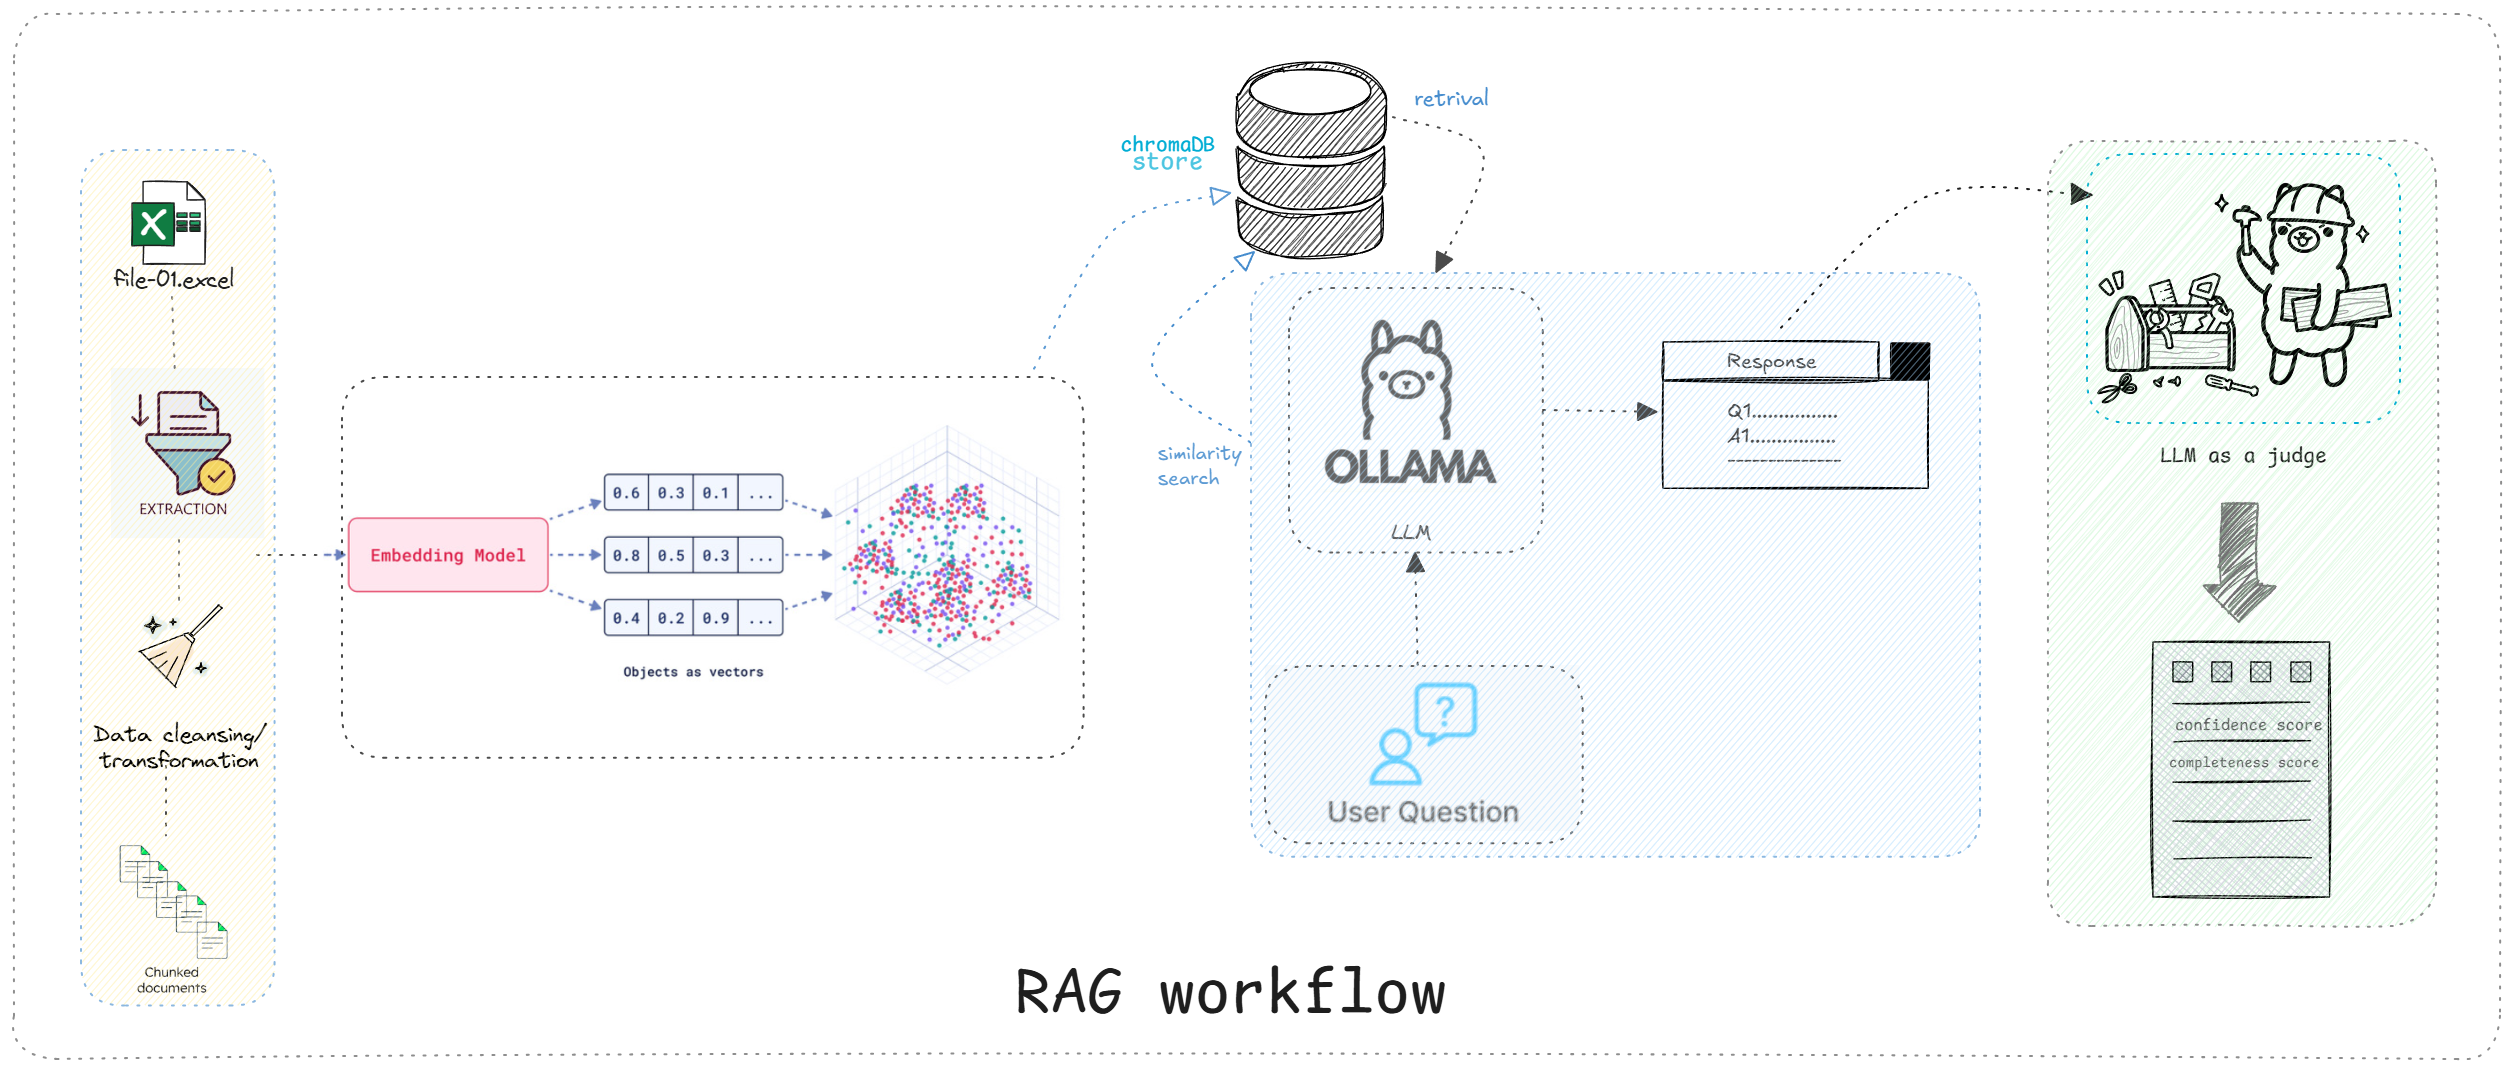 file-01.excel
EXTRACTION
Data cleansing/
transformation
Chunked
documents
Embedding Model
0.6 0.3 0.1 ...
0.8 0.5 0.3 ...
0.4 0.2 0.9 ...
Objects as vectors
chromaDB
store
retrival
similarity
search
OLLAMA
LLM
User Question
?
Response
Q1...............
A1...............
LLM as a judge
confidence score
completeness score
RAG workflow